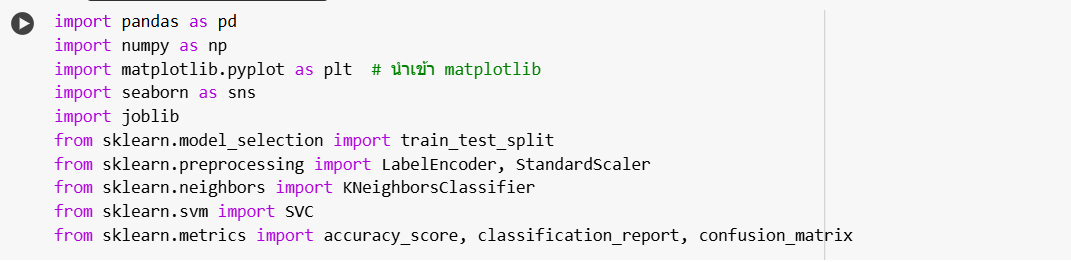 import pandas as pd
import numpy as np
import matplotlib.pyplot as plt  # นำเข้า matplotlib
import seaborn as sns
import joblib
from sklearn.model_selection import train_test_split
from sklearn.preprocessing import LabelEncoder, StandardScaler
from sklearn.neighbors import KNeighborsClassifier
from sklearn.svm import SVC
from sklearn.metrics import accuracy_score, classification_report, confusion_matrix